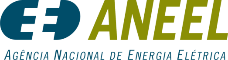 ANEEL
AGÊNCIA NACIONAL DE ENERGIA ELÉTRICA